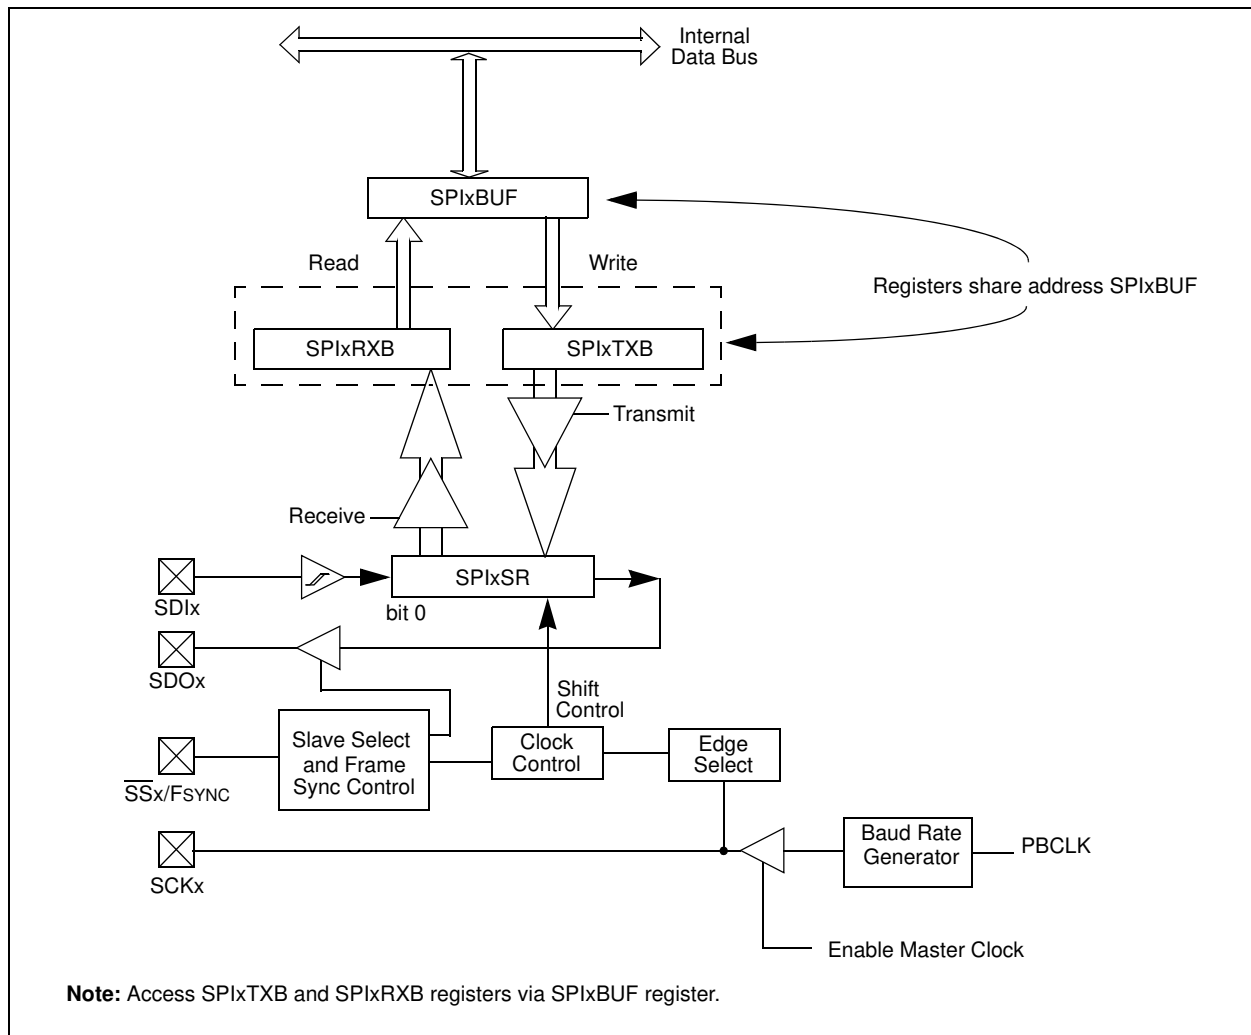 Internal
Data Bus
SPIxBUF
Read
Write
Registers share address SPIxBUF
SPIxRXB
SPIxTXB
Transmit
Receive
SPIxSR
SDIx
bit 0
SDOx
Shift
Control
Slave Select
and Frame
Sync Control
Clock
Control
Edge
Select
S̅S̅x/FSYNC
Baud Rate
Generator
PBCLK
SCKx
Enable Master Clock
Note: Access SPIxTXB and SPIxRXB registers via SPIxBUF register.